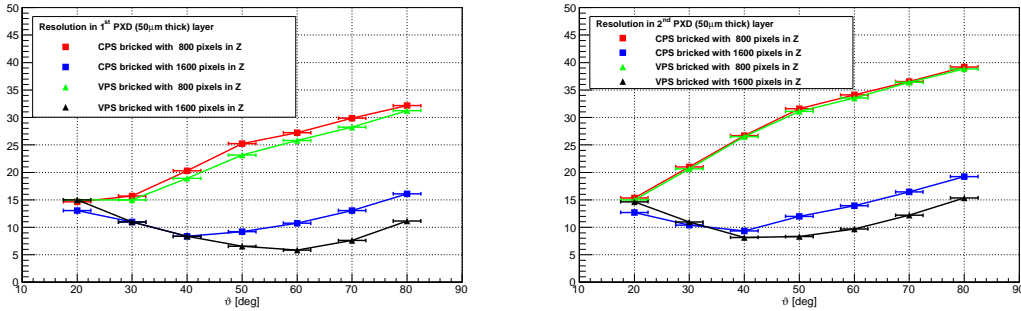 Resolution in 1st PXD (50μm thick) layer
CPS bricked with 800 pixels in Z
CPS bricked with 1600 pixels in Z
VPS bricked with 800 pixels in Z
VPS bricked with 1600 pixels in Z
50
45
40
35
30
25
20
15
10
5
0
10 20 30 40 50 60 70 80 90
ϑ [deg]
Resolution in 2nd PXD (50μm thick) layer
CPS bricked with 800 pixels in Z
CPS bricked with 1600 pixels in Z
VPS bricked with 800 pixels in Z
VPS bricked with 1600 pixels in Z
50
45
40
35
30
25
20
15
10
5
0
10 20 30 40 50 60 70 80 90
ϑ [deg]